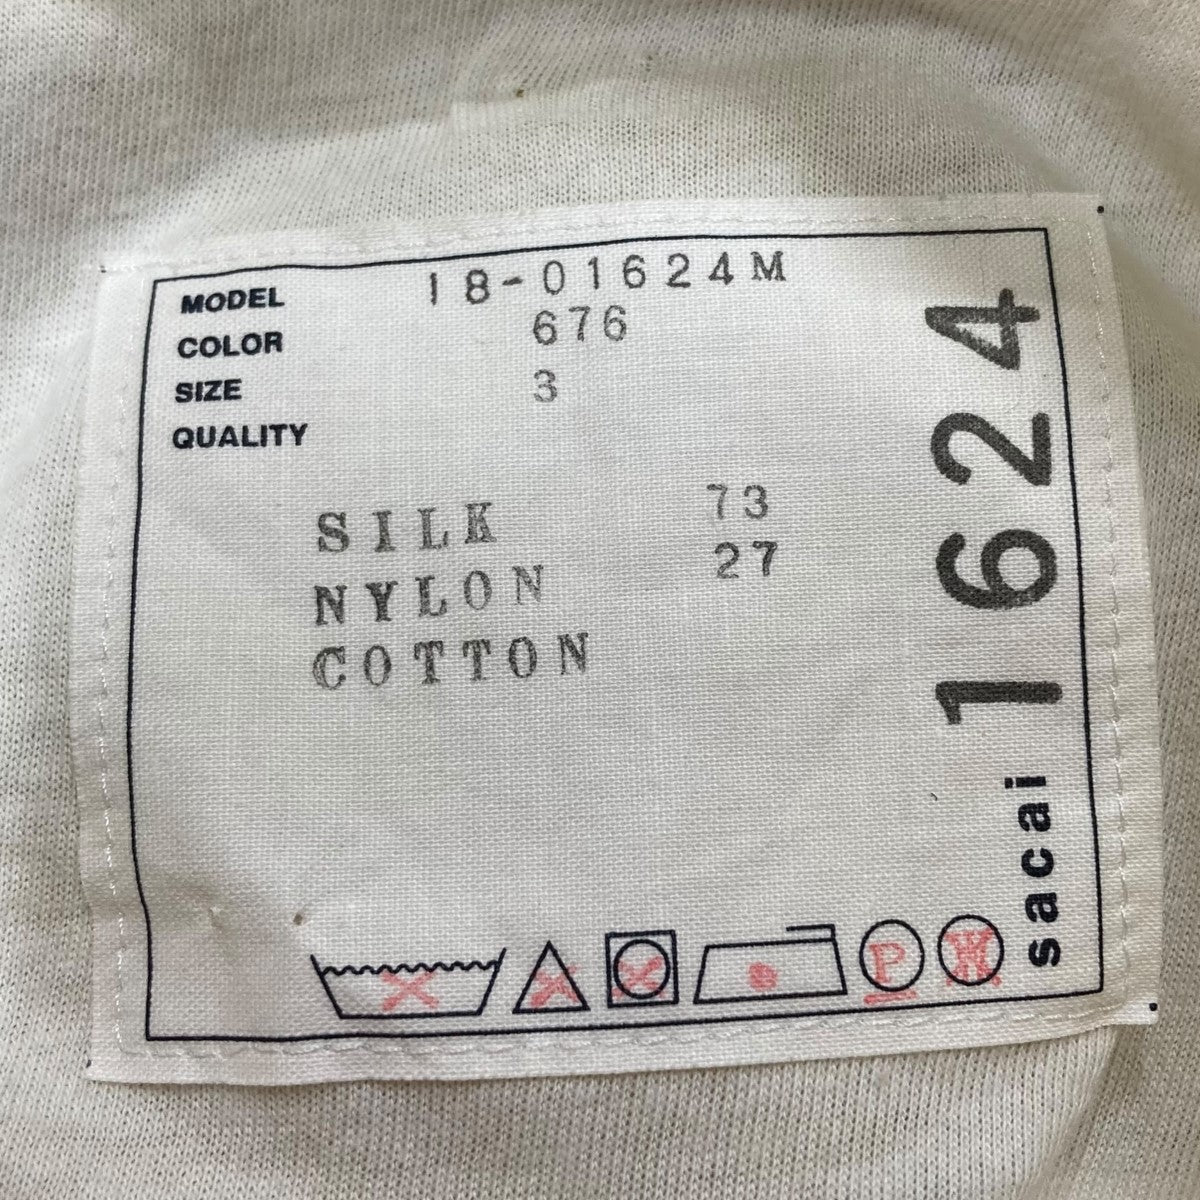 MODEL 18-01624M
COLOR 676
SIZE 3
QUALITY
SILK 73
NYLON 27
COTTON
sacai 1624
P
W